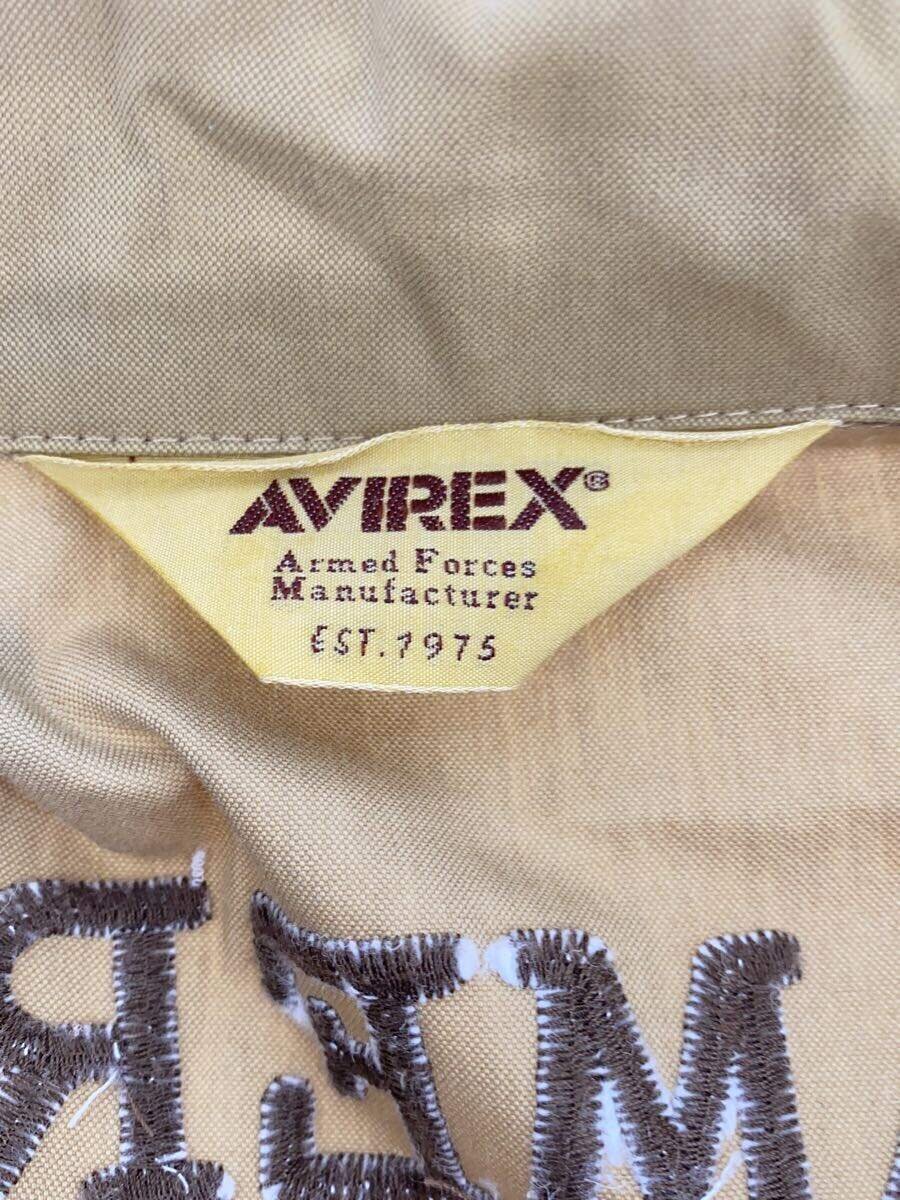 AVIREX®
Armed Forces
Manufacturer
EST.1975